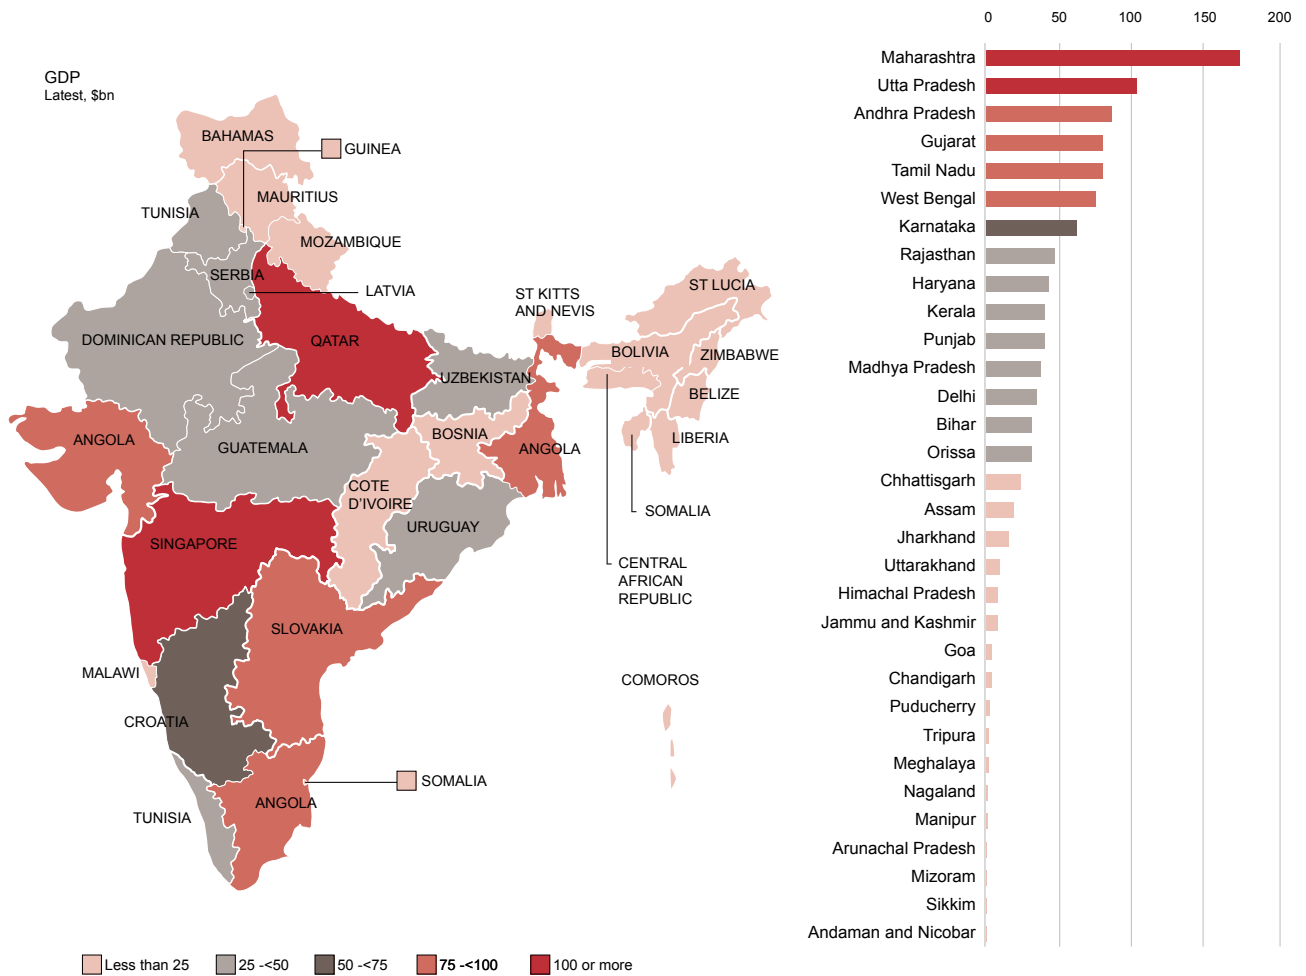 GDP
Latest, $bn
BAHAMAS
GUINEA
MAURITIUS
TUNISIA
MOZAMBIQUE
SERBIA
LATVIA
ST KITTS
AND NEVIS
ST LUCIA
DOMINICAN REPUBLIC
QATAR
BOLIVIA
ZIMBABWE
UZBEKISTAN
BELIZE
ANGOLA
GUATEMALA
BOSNIA
ANGOLA
LIBERIA
COTE
D'IVOIRE
SOMALIA
URUGUAY
SINGAPORE
CENTRAL
AFRICAN
REPUBLIC
SLOVAKIA
MALAWI
COMOROS
CROATIA
SOMALIA
ANGOLA
TUNISIA
Less than 25
25 -<50
50 -<75
75 -<100
100 or more
0 50 100 150 200
Maharashtra
Utta Pradesh
Andhra Pradesh
Gujarat
Tamil Nadu
West Bengal
Karnataka
Rajasthan
Haryana
Kerala
Punjab
Madhya Pradesh
Delhi
Bihar
Orissa
Chhattisgarh
Assam
Jharkhand
Uttarakhand
Himachal Pradesh
Jammu and Kashmir
Goa
Chandigarh
Puducherry
Tripura
Meghalaya
Nagaland
Manipur
Arunachal Pradesh
Mizoram
Sikkim
Andaman and Nicobar